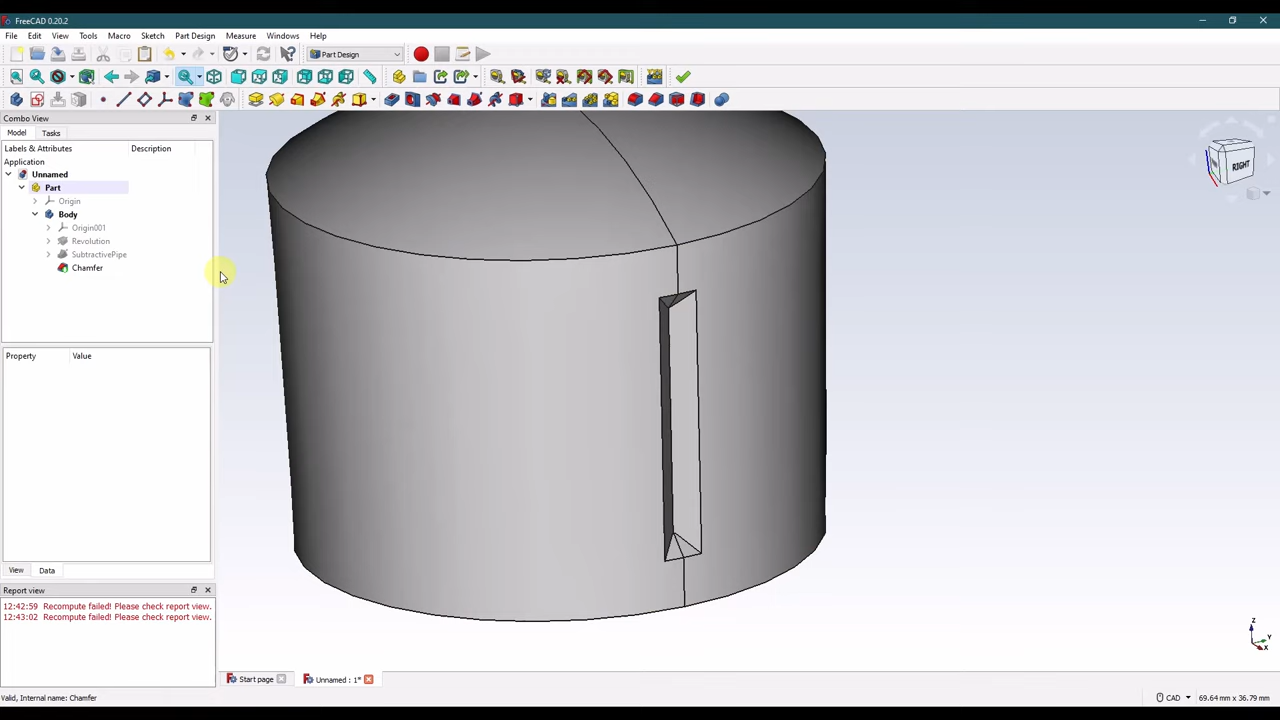 FreeCAD 0.20.2
File Edit View Tools Macro Sketch Part Design Measure Windows Help
Part Design
Combo View
Model Tasks
Labels & Attributes Description
Application
Unnamed
Part
Origin
Body
Origin001
Revolution
SubtractivePipe
Chamfer
RIGHT
Property Value
View Data
Report view
12:42:59 Recompute failed! Please check report view.
12:43:02 Recompute failed! Please check report view.
Z
Y
X
Start page Unnamed : 1*
Valid, Internal name: Chamfer CAD 69.64 mm x 36.79 mm